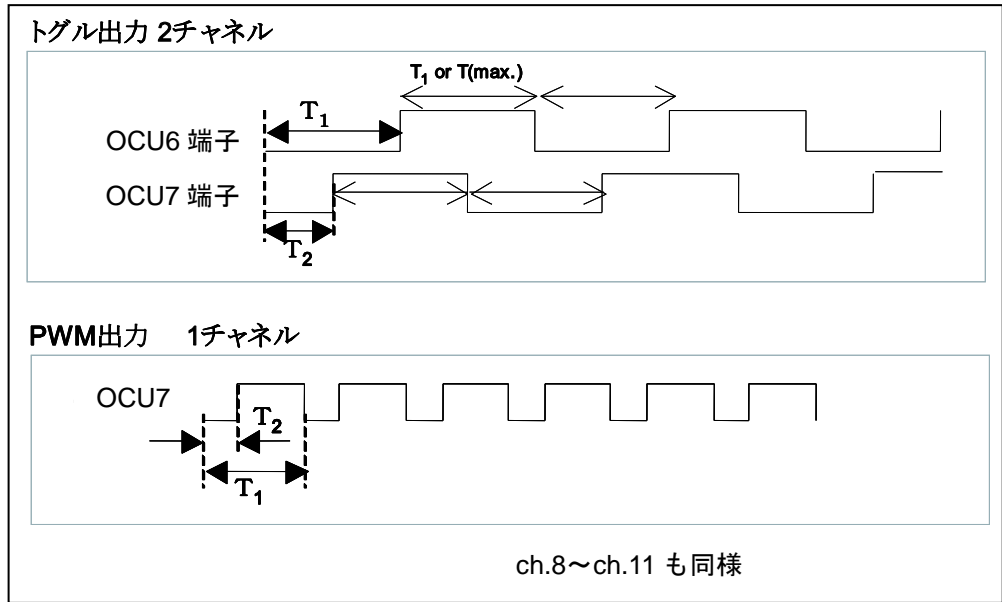 トグル出力 2チャネル
T1 or T(max.)
T1
OCU6 端子
OCU7 端子
T2
PWM出力 1チャネル
OCU7
T2
T1
ch.8～ch.11 も同様